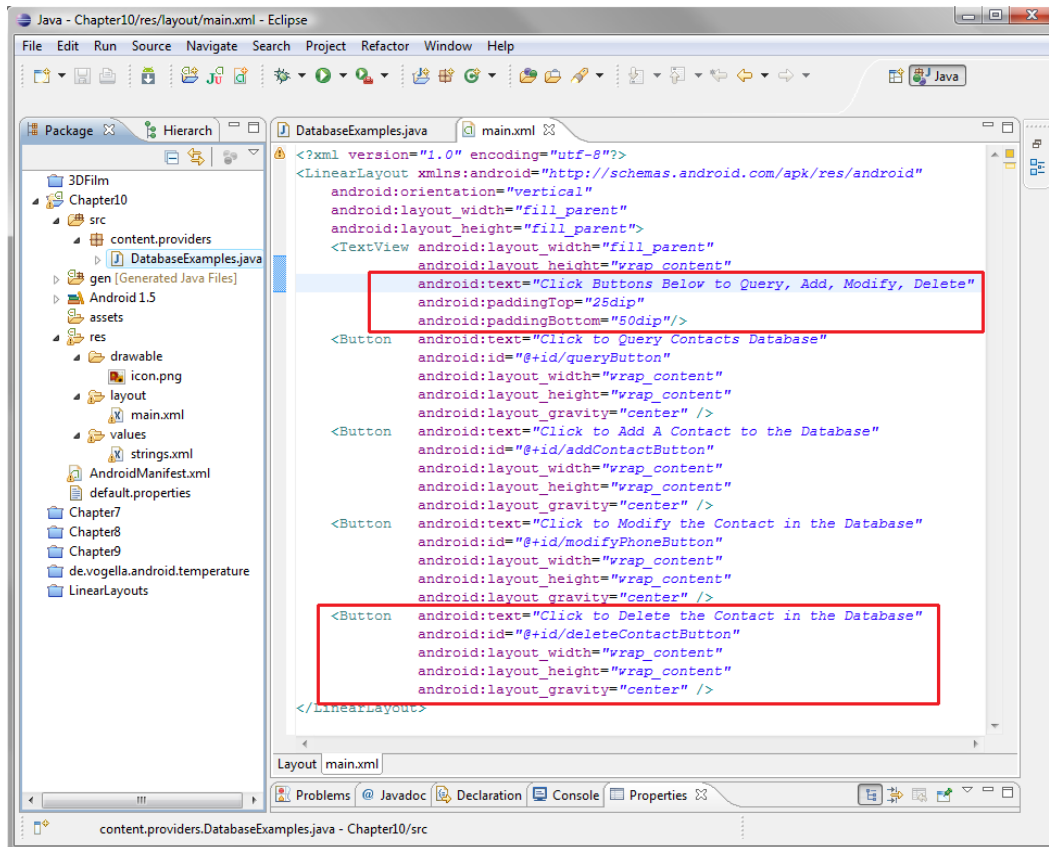 Java - Chapter10/res/layout/main.xml - Eclipse
File Edit Run Source Navigate Search Project Refactor Window Help
Java
Package
Hierarch
DatabaseExamples.java
main.xml
3DFilm
Chapter10
src
content.providers
DatabaseExamples.java
gen [Generated Java Files]
Android 1.5
assets
res
drawable
icon.png
layout
main.xml
values
strings.xml
AndroidManifest.xml
default.properties
Chapter7
Chapter8
Chapter9
de.vogella.android.temperature
LinearLayouts
<?xml version="1.0" encoding="utf-8"?>
<LinearLayout xmlns:android="http://schemas.android.com/apk/res/android"
android:orientation="vertical"
android:layout_width="fill_parent"
android:layout_height="fill_parent">
<TextView android:layout_width="fill_parent"
android:layout_height="wrap_content"
android:text="Click Buttons Below to Query, Add, Modify, Delete"
android:paddingTop="25dip"
android:paddingBottom="50dip"/>
<Button android:text="Click to Query Contacts Database"
android:id="@+id/queryButton"
android:layout_width="wrap_content"
android:layout_height="wrap_content"
android:layout_gravity="center" />
<Button android:text="Click to Add A Contact to the Database"
android:id="@+id/addContactButton"
android:layout_width="wrap_content"
android:layout_height="wrap_content"
android:layout_gravity="center" />
<Button android:text="Click to Modify the Contact in the Database"
android:id="@+id/modifyPhoneButton"
android:layout_width="wrap_content"
android:layout_height="wrap_content"
android:layout_gravity="center" />
<Button android:text="Click to Delete the Contact in the Database"
android:id="@+id/deleteContactButton"
android:layout_width="wrap_content"
android:layout_height="wrap_content"
android:layout_gravity="center" />
</LinearLayout>
Layout main.xml
Problems @ Javadoc Declaration Console Properties
content.providers.DatabaseExamples.java - Chapter10/src